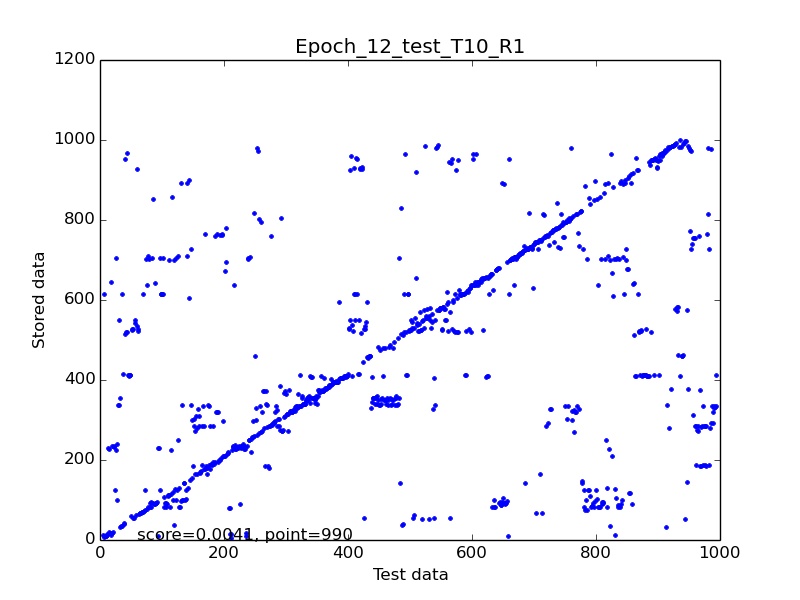 Epoch_12_test_T10_R1
1200
1000
800
600
400
200
0
Stored data
score=0.0041, point=990
0 200 400 600 800 1000
Test data